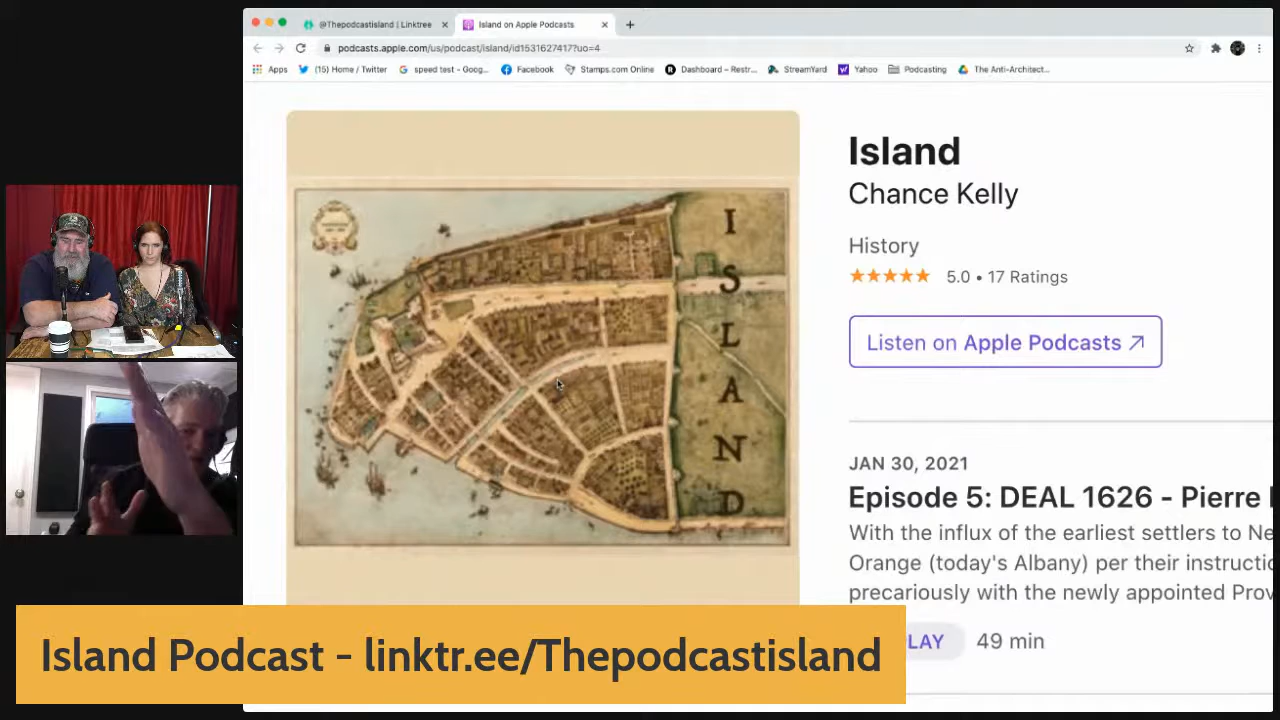 @Thepodcastisland | Linktree
Island on Apple Podcasts
podcasts.apple.com/us/podcast/island/id1531627417?uo=4
Apps
(15) Home / Twitter
speed test - Goog...
Facebook
Stamps.com Online
Dashboard – Restr...
StreamYard
Yahoo
Podcasting
The Anti-Architect...
ISLAND
Island
Chance Kelly
History
5.0 • 17 Ratings
Listen on Apple Podcasts ↗
JAN 30, 2021
Episode 5: DEAL 1626 - Pierre
With the influx of the earliest settlers to Ne
Orange (today's Albany) per their instructio
precariously with the newly appointed Prov
LAY 49 min
Island Podcast - linktr.ee/Thepodcastisland